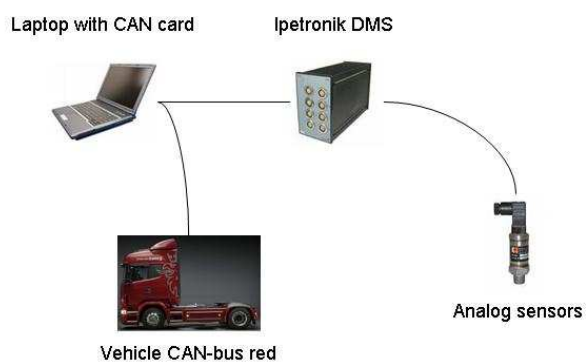 Laptop with CAN card
Ipetronik DMS
Analog sensors
Vehicle CAN-bus red